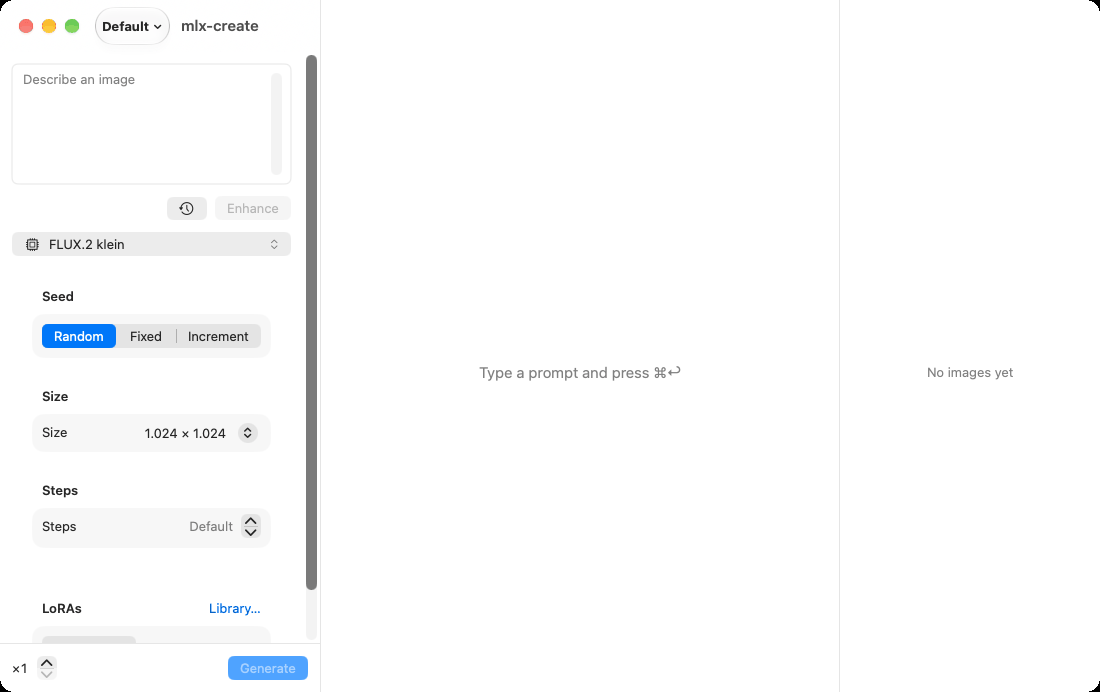 Default mlx-create
Describe an image
Enhance
FLUX.2 klein
Seed
Random Fixed Increment
Size
Size 1.024 × 1.024
Steps
Steps Default
LoRAs Library...
×1 Generate
Type a prompt and press ⌘↩
No images yet